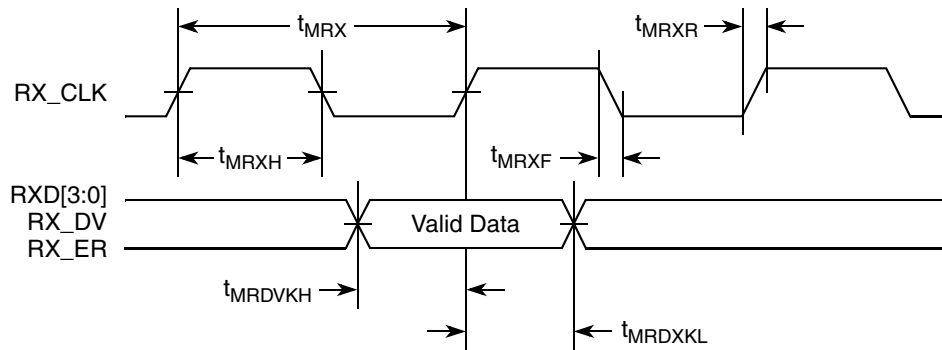 tMRX
tMRXR
RX_CLK
tMRXH
tMRXF
RXD[3:0]
RX_DV
RX_ER
Valid Data
tMRDVKH
tMRDXKL